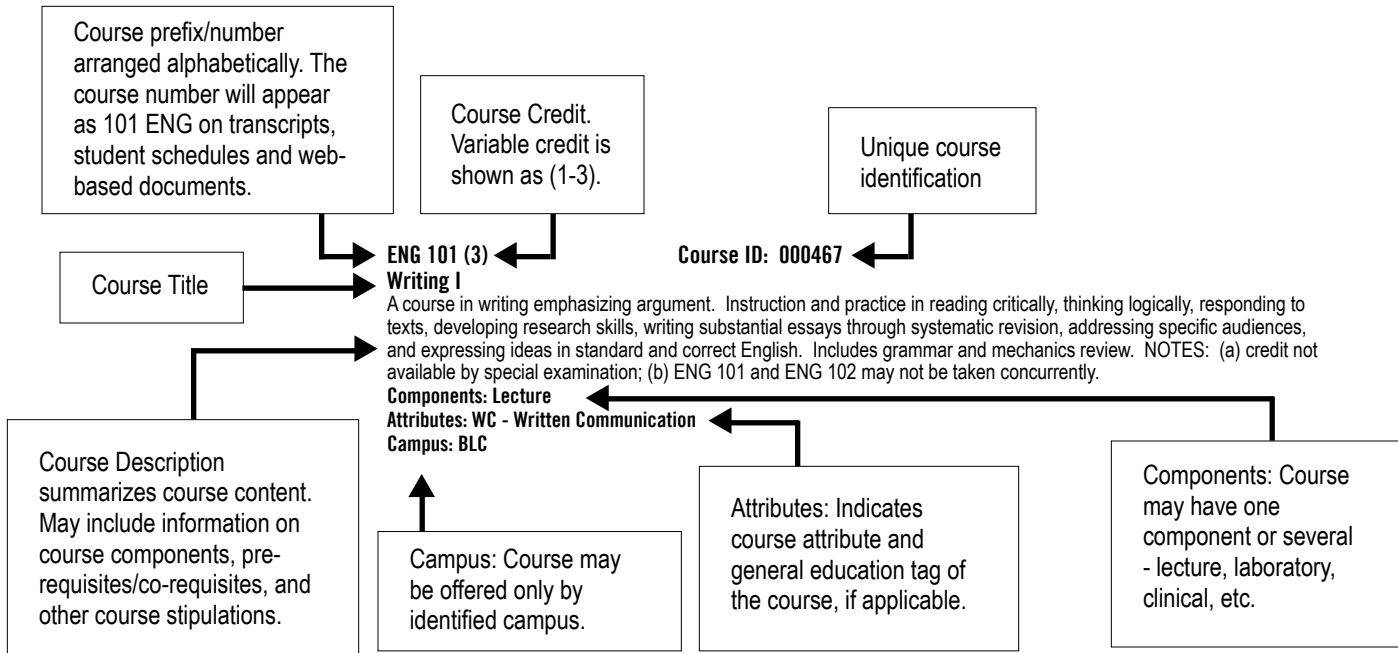 Course prefix/number
arranged alphabetically. The
course number will appear
as 101 ENG on transcripts,
student schedules and web-
based documents.
Course Credit.
Variable credit is
shown as (1-3).
Unique course
identification
ENG 101 (3)
Course ID: 000467
Course Title
Writing I
A course in writing emphasizing argument. Instruction and practice in reading critically, thinking logically, responding to
texts, developing research skills, writing substantial essays through systematic revision, addressing specific audiences,
and expressing ideas in standard and correct English. Includes grammar and mechanics review. NOTES: (a) credit not
available by special examination; (b) ENG 101 and ENG 102 may not be taken concurrently.
Components: Lecture
Attributes: WC - Written Communication
Campus: BLC
Course Description
summarizes course content.
May include information on
course components, pre-
requisites/co-requisites, and
other course stipulations.
Campus: Course may
be offered only by
identified campus.
Attributes: Indicates
course attribute and
general education tag of
the course, if applicable.
Components: Course
may have one
component or several
- lecture, laboratory,
clinical, etc.